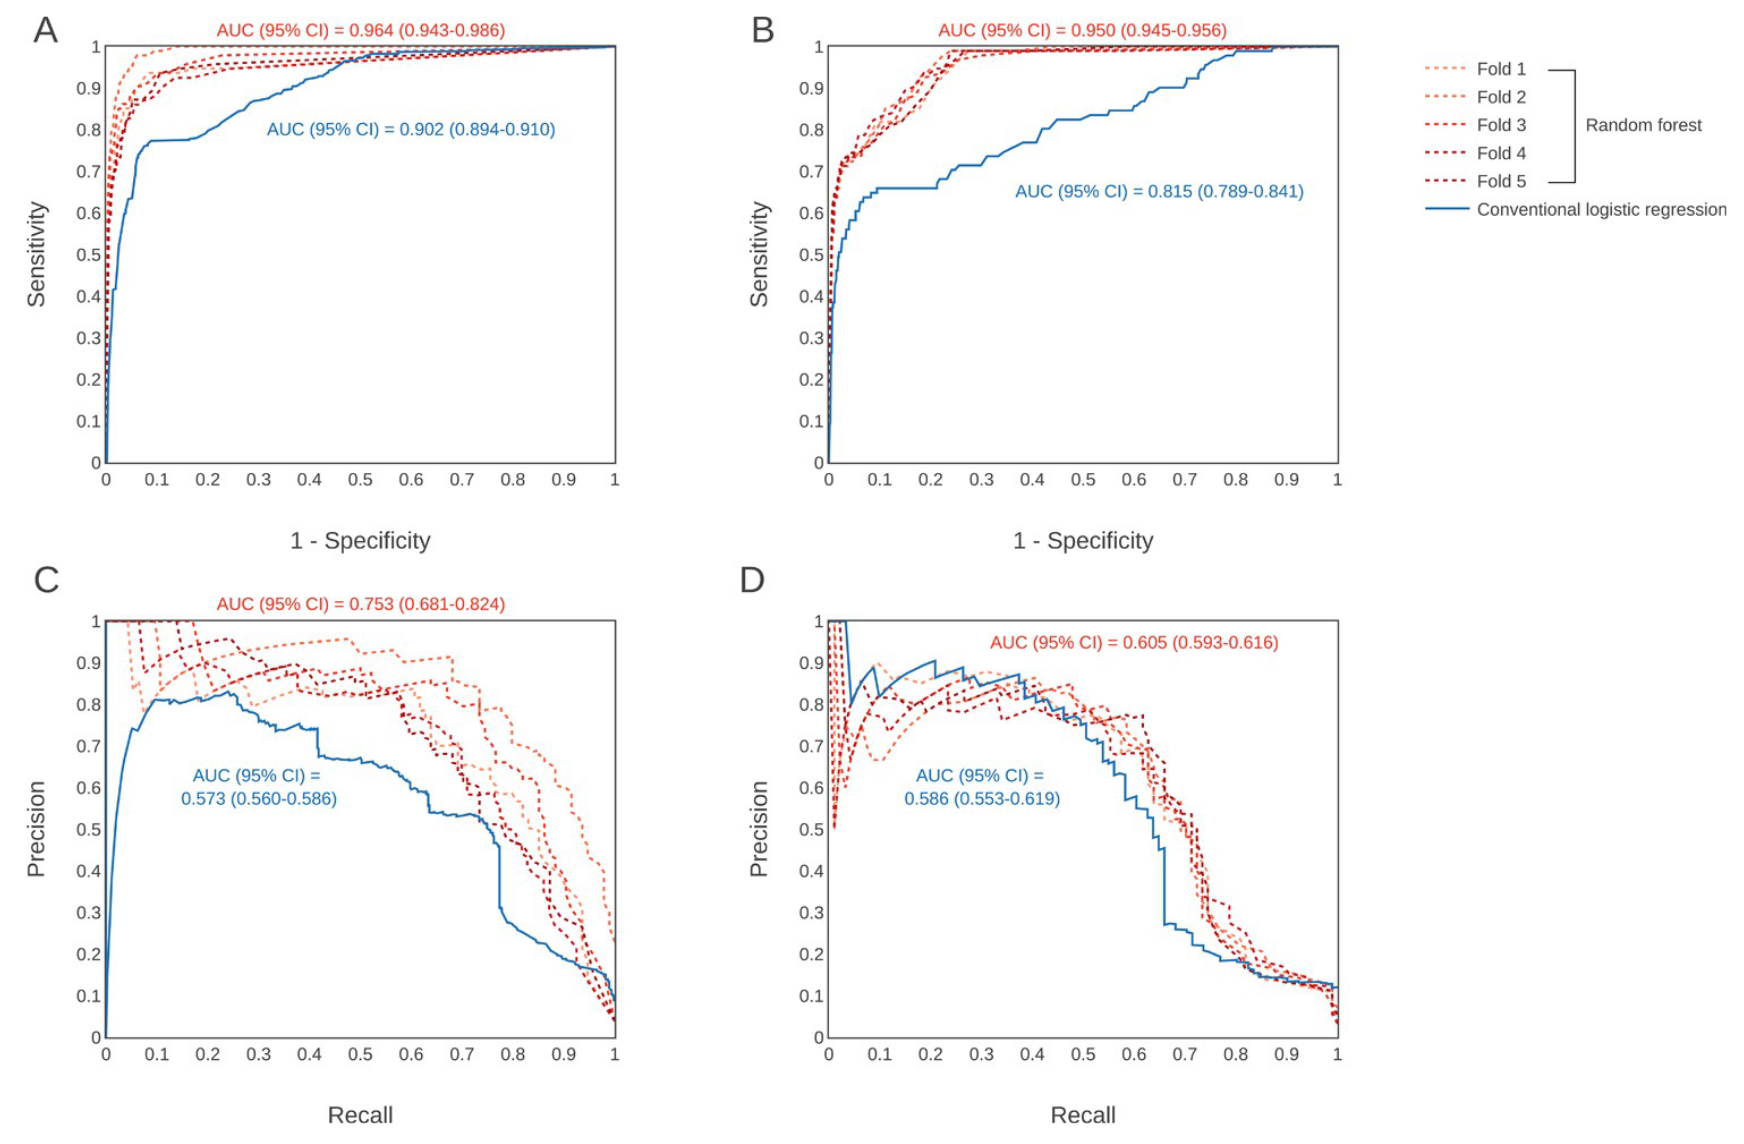 A
AUC (95% CI) = 0.964 (0.943-0.986)
1
0.9
0.8
0.7
0.6
0.5
0.4
0.3
0.2
0.1
0
Sensitivity
AUC (95% CI) = 0.902 (0.894-0.910)
0 0.1 0.2 0.3 0.4 0.5 0.6 0.7 0.8 0.9 1
1 - Specificity
B
AUC (95% CI) = 0.950 (0.945-0.956)
1
0.9
0.8
0.7
0.6
0.5
0.4
0.3
0.2
0.1
0
Sensitivity
AUC (95% CI) = 0.815 (0.789-0.841)
0 0.1 0.2 0.3 0.4 0.5 0.6 0.7 0.8 0.9 1
1 - Specificity
Fold 1
Fold 2
Fold 3
Fold 4
Fold 5
Random forest
Conventional logistic regression
C
AUC (95% CI) = 0.753 (0.681-0.824)
1
0.9
0.8
0.7
0.6
0.5
0.4
0.3
0.2
0.1
0
Precision
AUC (95% CI) =
0.573 (0.560-0.586)
0 0.1 0.2 0.3 0.4 0.5 0.6 0.7 0.8 0.9 1
Recall
D
AUC (95% CI) = 0.605 (0.593-0.616)
1
0.9
0.8
0.7
0.6
0.5
0.4
0.3
0.2
0.1
0
Precision
AUC (95% CI) =
0.586 (0.553-0.619)
0 0.1 0.2 0.3 0.4 0.5 0.6 0.7 0.8 0.9 1
Recall